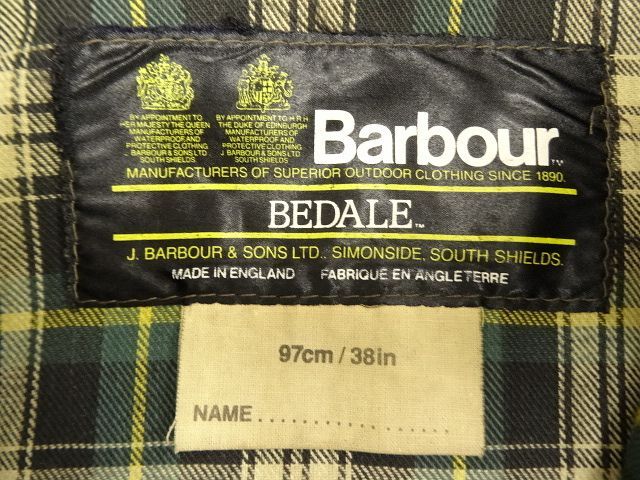 BY APPOINTMENT TO
HER MAJESTY THE QUEEN
MANUFACTURERS OF
WATERPROOF AND
PROTECTIVE CLOTHING
J. BARBOUR & SONS LTD
SOUTH SHIELDS
BY APPOINTMENT TO H R H
THE DUKE OF EDINBURGH
MANUFACTURERS OF
WATERPROOF AND
PROTECTIVE CLOTHING
J BARBOUR & SONS LTD
SOUTH SHIELDS
Barbour™
MANUFACTURERS OF SUPERIOR OUTDOOR CLOTHING SINCE 1890.
BEDALE™
J. BARBOUR & SONS LTD., SIMONSIDE, SOUTH SHIELDS.
MADE IN ENGLAND FABRIQUE EN ANGLETERRE
97cm / 38in
NAME..................